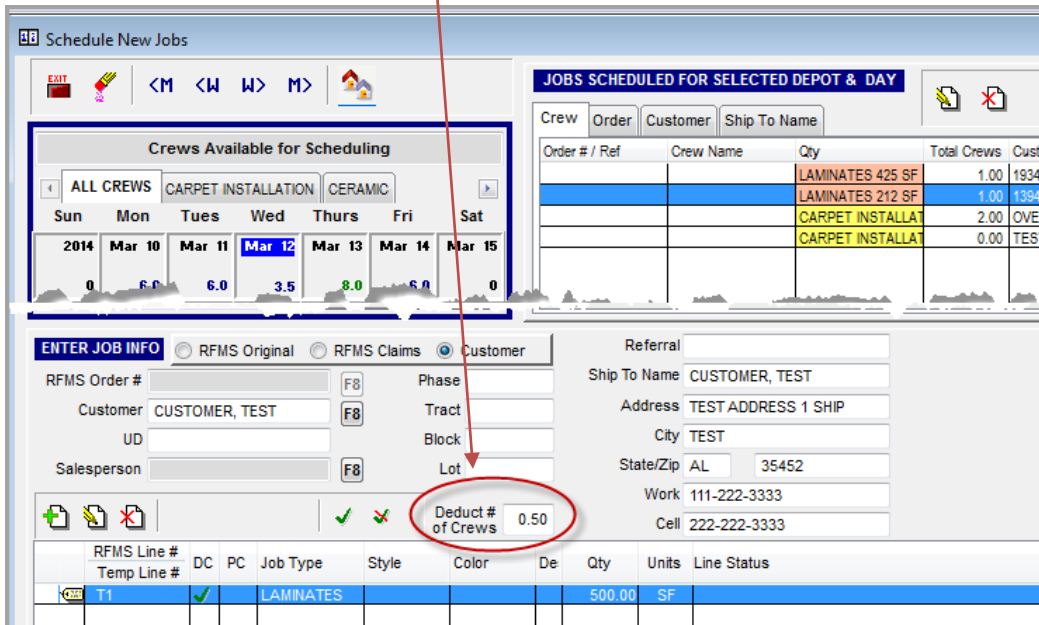 Schedule New Jobs
EXIT <M <W W> M>
Crews Available for Scheduling
ALL CREWS CARPET INSTALLATION CERAMIC
Sun Mon Tues Wed Thurs Fri Sat
2014 Mar 10 Mar 11 Mar 12 Mar 13 Mar 14 Mar 15
0 6.0 6.0 3.5 8.0 6.0 0
JOBS SCHEDULED FOR SELECTED DEPOT & DAY
Crew Order Customer Ship To Name
Order # / Ref Crew Name Qty Total Crews Cust
LAMINATES 425 SF 1.00 1934
LAMINATES 212 SF 1.00 1394
CARPET INSTALLAT 2.00 OVE
CARPET INSTALLAT 0.00 TES
ENTER JOB INFO RFMS Original RFMS Claims Customer
RFMS Order # F8 Phase
Customer CUSTOMER, TEST F8 Tract
UD Block
Salesperson F8 Lot
Referral
Ship To Name CUSTOMER, TEST
Address TEST ADDRESS 1 SHIP
City TEST
State/Zip AL 35452
Work 111-222-3333
Cell 222-222-3333
Deduct #
of Crews 0.50
RFMS Line #
Temp Line # DC PC Job Type Style Color De Qty Units Line Status
T1 LAMINATES 500.00 SF